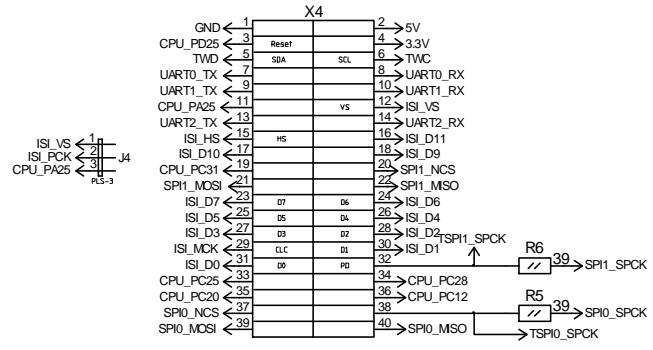 X4
GND 1 2 5V
CPU_PD25 3 Reset 4 3.3V
TWD 5 SDA SCL 6 TWC
UART0_TX 7 8 UART0_RX
UART1_TX 9 10 UART1_RX
CPU_PA25 11 VS 12 ISI_VS
UART2_TX 13 14 UART2_RX
ISI_HS 15 HS 16 ISI_D11
ISI_D10 17 18 ISI_D9
CPU_PC31 19 20 SPI1_NCS
SPI1_MOSI 21 22 SPI1_MISO
ISI_D7 23 D7 D6 24 ISI_D6
ISI_D5 25 D5 D4 26 ISI_D4
ISI_D3 27 D3 D2 28 ISI_D2
ISI_MCK 29 CLC D1 30 ISI_D1
ISI_D0 31 D0 PD 32
CPU_PC25 33 34 CPU_PC28
CPU_PC20 35 36 CPU_PC12
SPI0_NCS 37 38
SPI0_MOSI 39 40 SPI0_MISO
ISI_VS 1
ISI_PCK 2 J4
CPU_PA25 3
PLS-3
TSPI1_SPCK
R6
39 SPI1_SPCK
R5
39 SPI0_SPCK
TSPI0_SPCK